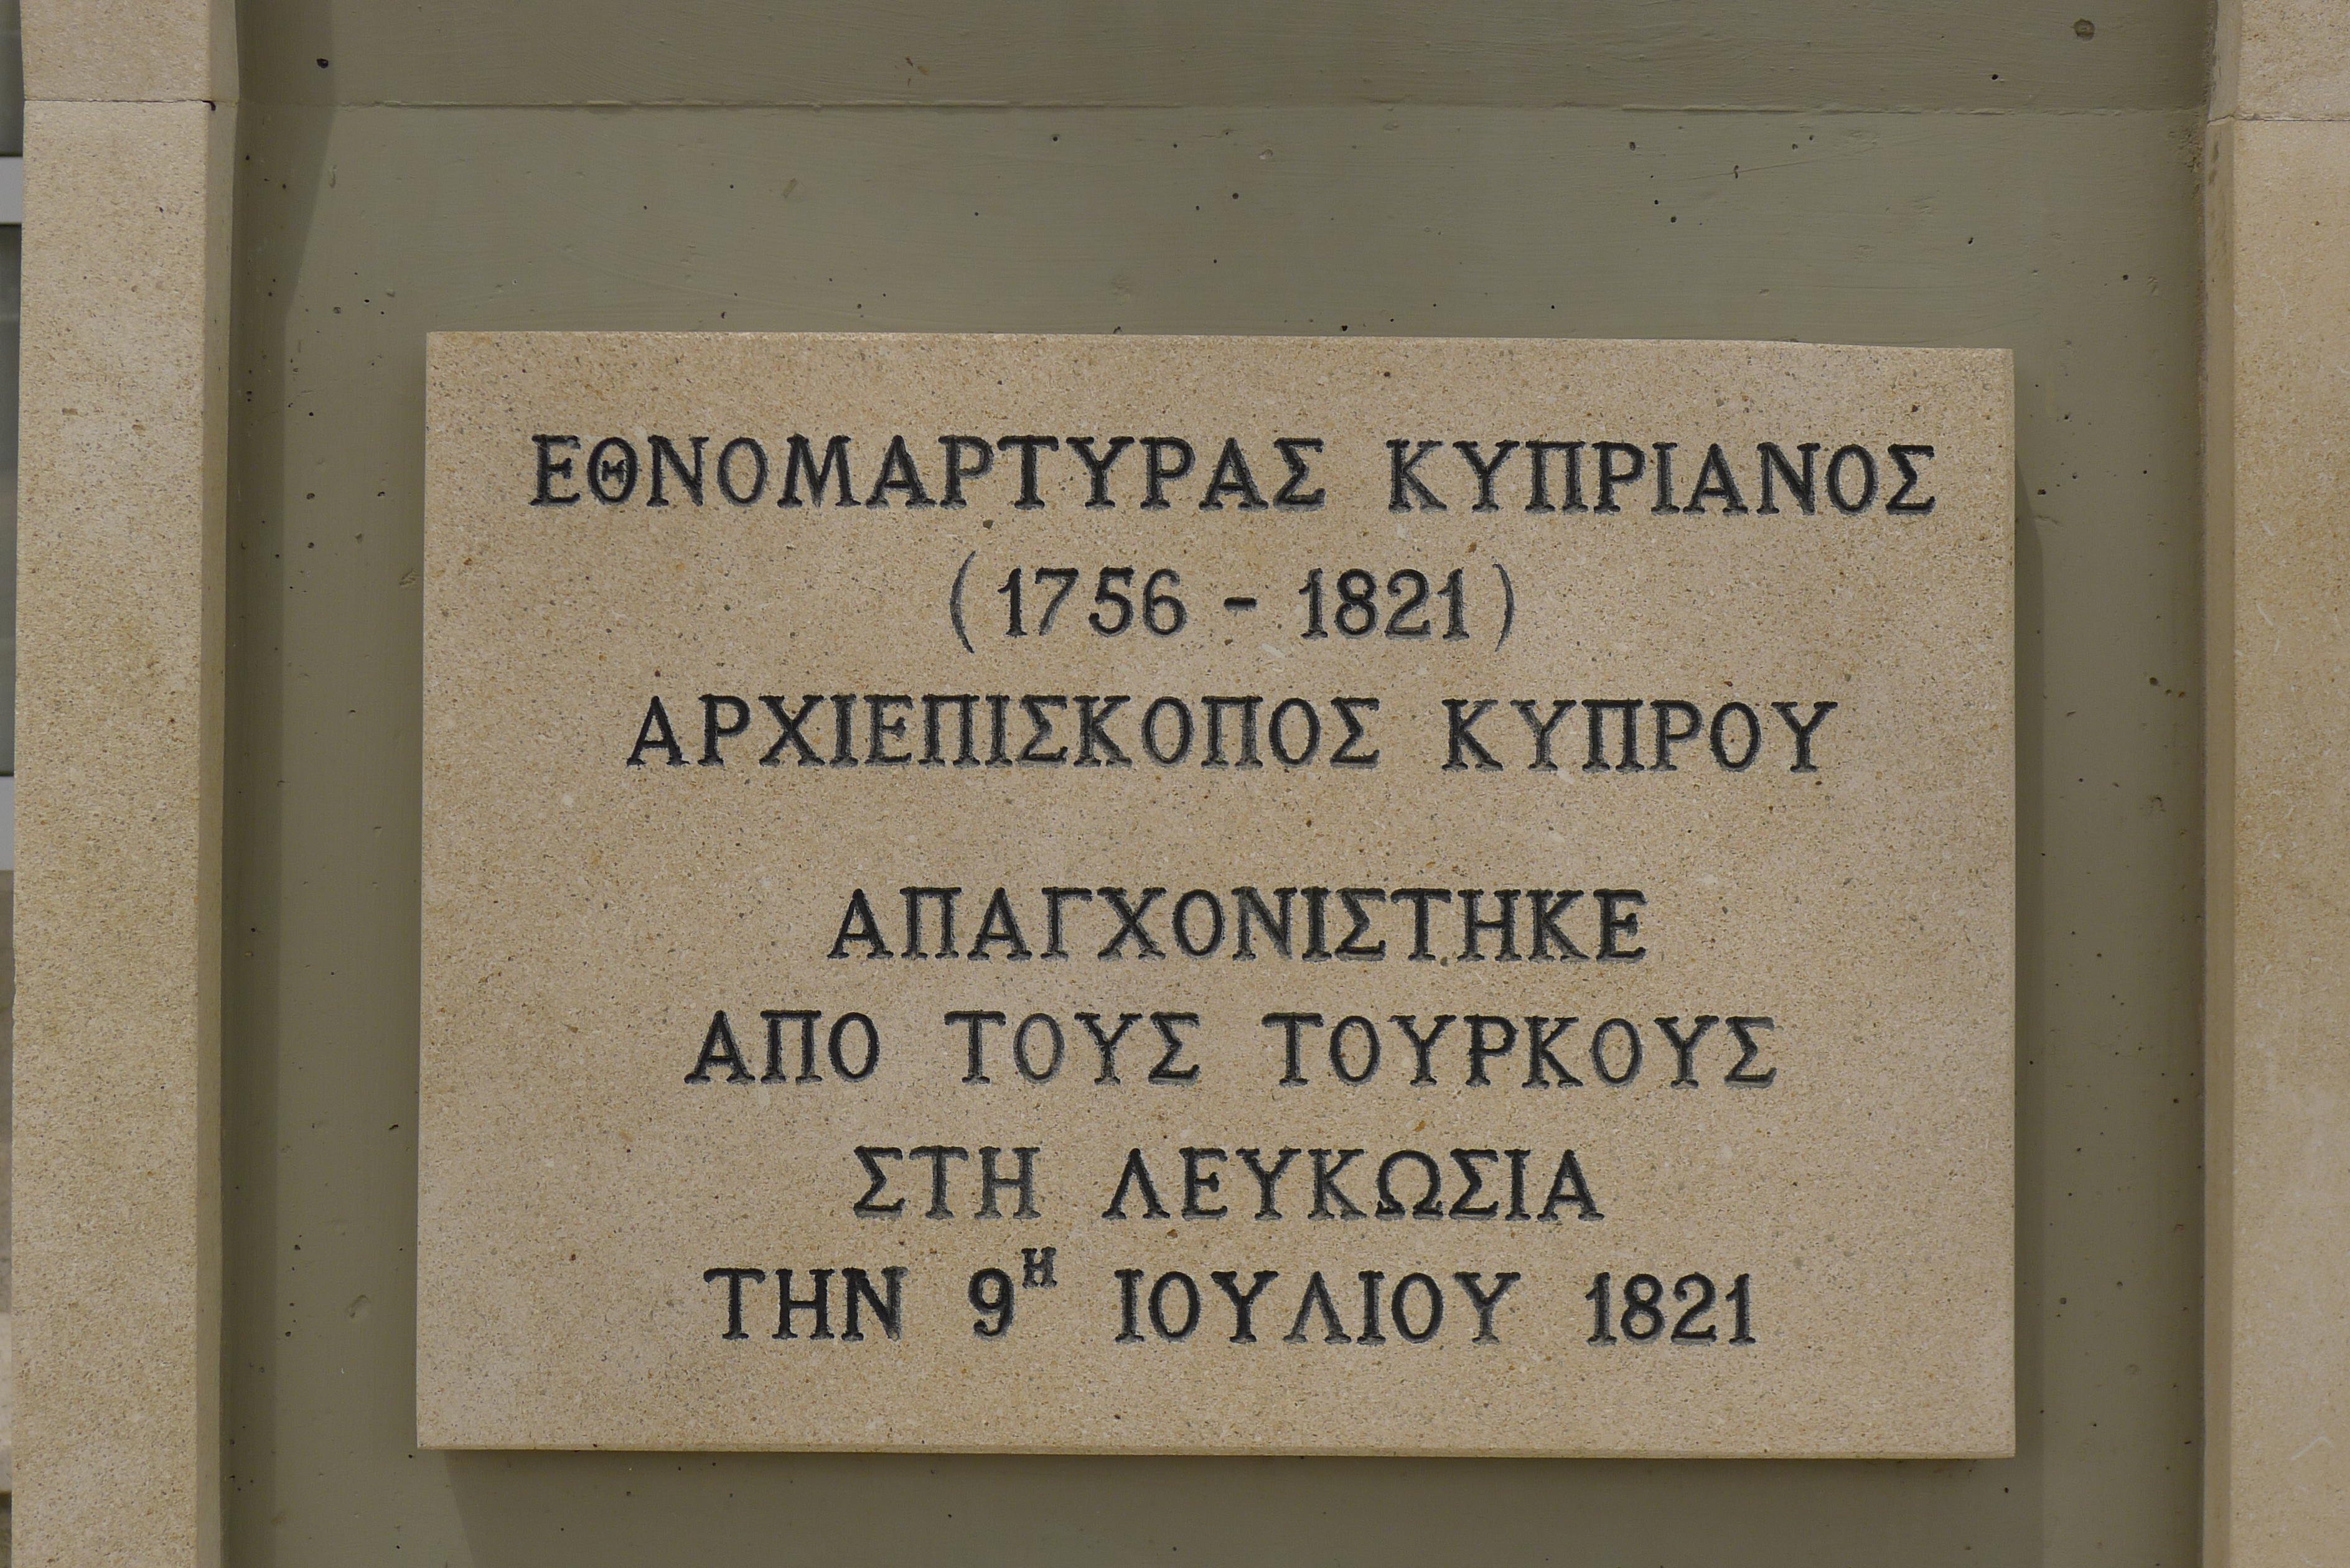 ΕΘΝΟΜΑΡΤΥΡΑΣ ΚΥΠΡΙΑΝΟΣ
(1756 - 1821)
ΑΡΧΙΕΠΙΣΚΟΠΟΣ ΚΥΠΡΟΥ
ΑΠΑΓΧΟΝΙΣΤΗΚΕ
ΑΠΟ ΤΟΥΣ ΤΟΥΡΚΟΥΣ
ΣΤΗ ΛΕΥΚΩΣΙΑ
ΤΗΝ 9Η ΙΟΥΛΙΟΥ 1821